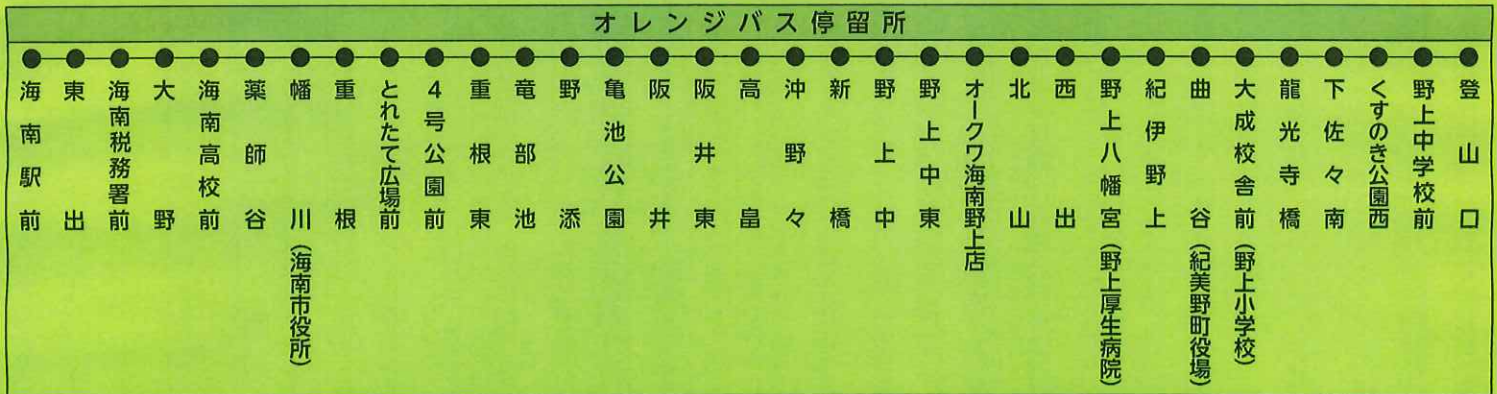 オレンジバス停留所
海南駅前
東出
海南税務署前
大野
海南高校前
薬師谷
幡川(海南市役所)
重根
とれたて広場前
4号公園前
重根東
竜部池
野添
亀池公園
阪井
阪井東
高畠
沖野々
新橋
野上中
野上中東
オークワ海南野上店
北山
西出
野上八幡宮(野上厚生病院)
紀伊野上
曲谷(紀美野町役場)
大成校舎前(野上小学校)
龍光寺橋
下佐々南
くすのき公園西
野上中学校前
登山口